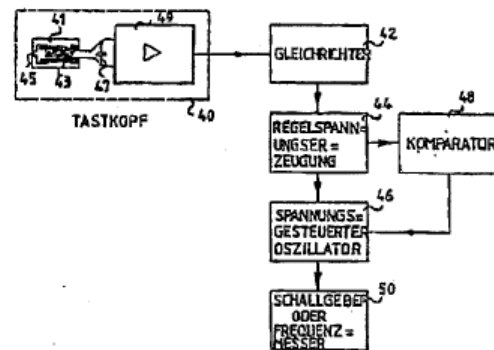 41
49
45
43
47
TASTKOPF
40
42
GLEICHRICHTER
44
REGELSPANN=
UNGSER=
ZEUGUNG
48
KOMPARATOR
46
SPANNUNGS=
GESTEUERTER
OSZILLATOR
50
SCHALLGEBER
ODER
FREQUENZ=
MESSER